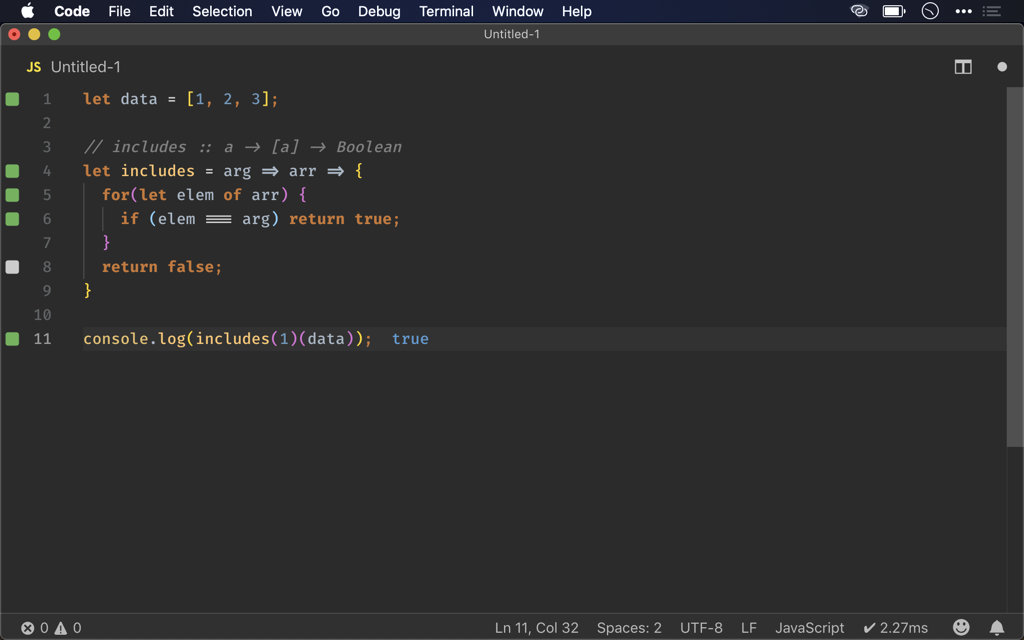 Code File Edit Selection View Go Debug Terminal Window Help
Untitled-1
JS Untitled-1
1 let data = [1, 2, 3];
2
3 // includes :: a -> [a] -> Boolean
4 let includes = arg => arr => {
5 for(let elem of arr) {
6 if (elem === arg) return true;
7 }
8 return false;
9 }
10
11 console.log(includes(1)(data)); true
0 0 Ln 11, Col 32 Spaces: 2 UTF-8 LF JavaScript ✔ 2.27ms